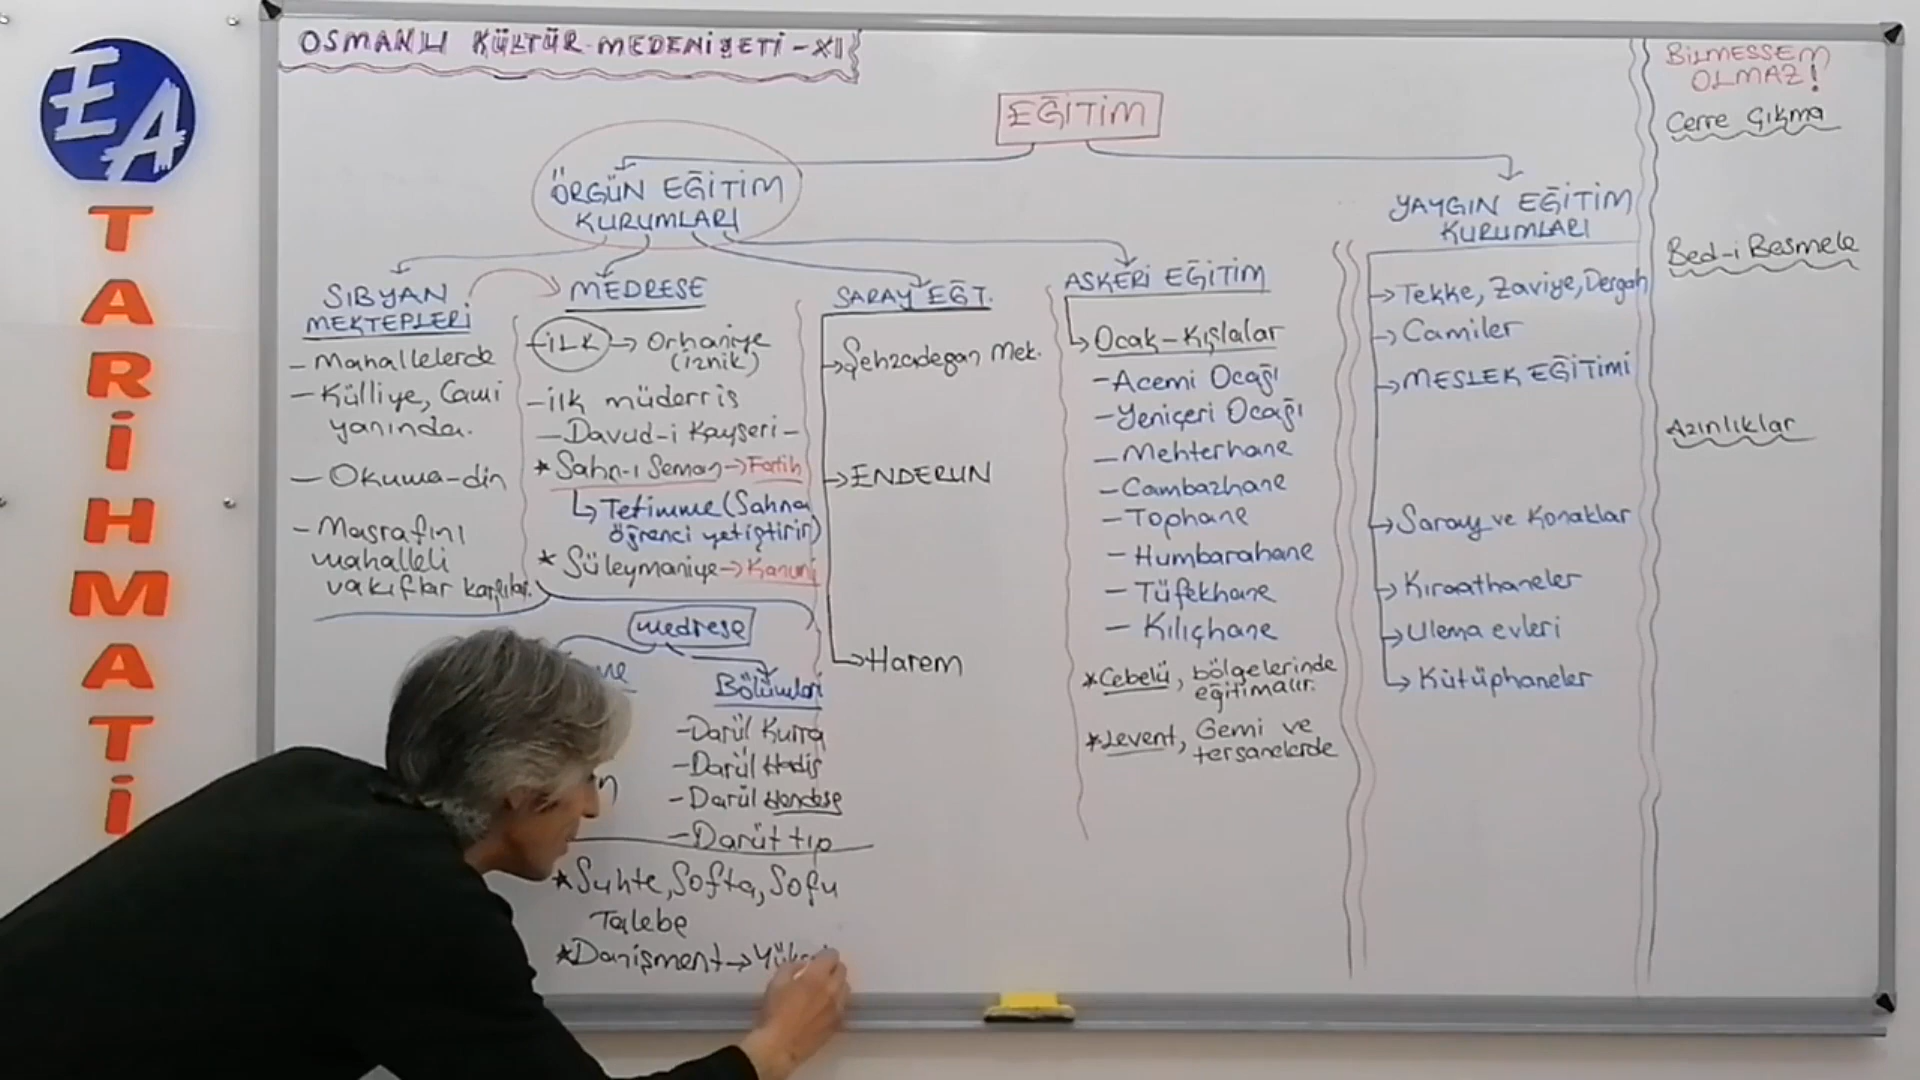 EA
TARİHMATİ
OSMANLI KÜLTÜR-MEDENİYETİ-XI
EĞİTİM
ÖRGÜN EĞİTİM
KURUMLARI
SIBYAN
MEKTEPLERİ
- Mahallelerde
- Külliye, Cami
yanında.
- Okuma-din
- Masrafını
mahalleli
vakıflar karşılar.
MEDRESE
- İLK → Orhaniye
(iznik)
- ilk müderris
- Davud-i Kayseri -
* Sahn-ı Seman → Fatih
Tetimme (Sahna
öğrenci yetiştirir)
* Süleymaniye → Kanuni
medrese
Bölümleri
- Darül Kurra
- Darül Hadis
- Darül Hendese
- Darüt tıp
* Suhte, Softa, Sofu
Talebe
* Danişment →
SARAY EĞT.
→ Şehzadegan Mek.
→ ENDERUN
→ Harem
ASKERİ EĞİTİM
Ocak-Kışlalar
- Acemi Ocağı
- Yeniçeri Ocağı
- Mehterhane
- Cambazhane
- Tophane
- Humbarahane
- Tüfekhane
- Kılıçhane
* Cebelü, bölgelerinde
eğitimalır.
* Levent, Gemi ve
tersanelerde
YAYGIN EĞİTİM
KURUMLARI
→ Tekke, Zaviye, Dergah
→ Camiler
→ MESLEK EĞİTİMİ
→ Saray ve Konaklar
→ Kıraathaneler
→ Ulema evleri
→ Kütüphaneler
BİLMESSEM
OLMAZ!
Cerre Çıkma
Bed-i Besmele
Azınlıklar